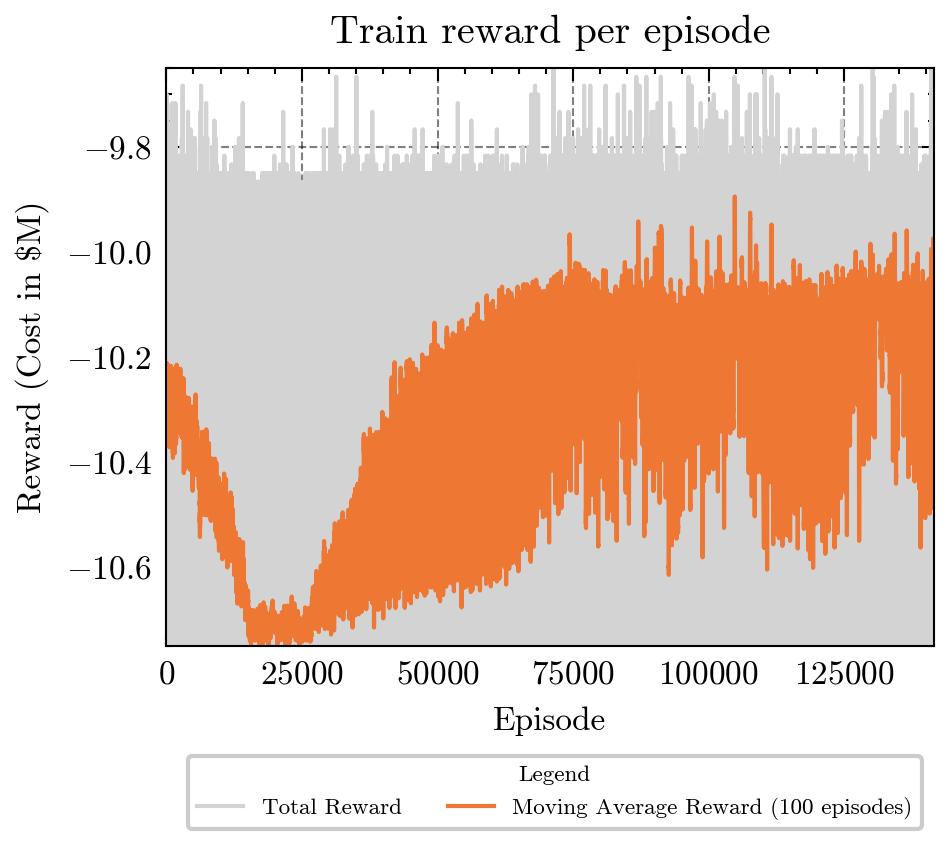 Train reward per episode
Reward (Cost in $M)
−9.8
−10.0
−10.2
−10.4
−10.6
0 25000 50000 75000 100000 125000
Episode
Legend
Total Reward Moving Average Reward (100 episodes)